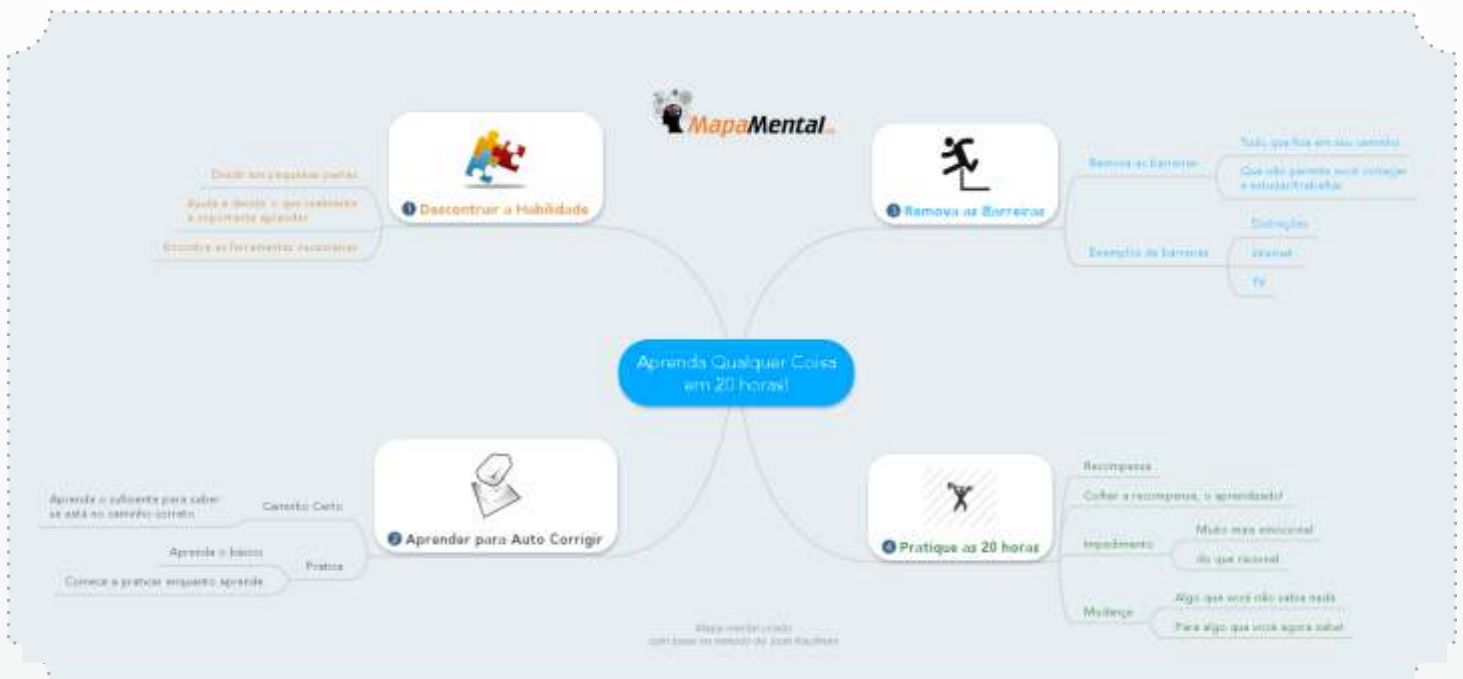 MapaMental
1 Descontruir a Habilidade
Dividir em pequenas partes
Ajuda a decidir o que realmente
é importante aprender
Encontre as ferramentas necessárias
3 Remova as Barreiras
Remova as barreiras
Tudo que fica em seu caminho
Que não permite você começar
a estudar/trabalhar
Exemplos de barreiras
Distrações
Internet
TV
Aprenda Qualquer Coisa
em 20 horas!
2 Aprender para Auto Corrigir
Caminho Certo
Aprenda o suficiente para saber
se está no caminho correto
Pratica
Aprenda o básico
Comece a praticar enquanto aprende
4 Pratique as 20 horas
Recompensa
Colher a recompensa, o aprendizado!
Impedimento
Muito mais emocional
do que racional
Mudança
Algo que você não sabia nada
Para algo que você agora sabe!
Mapa mental criado
com base no método de Josh Kaufman